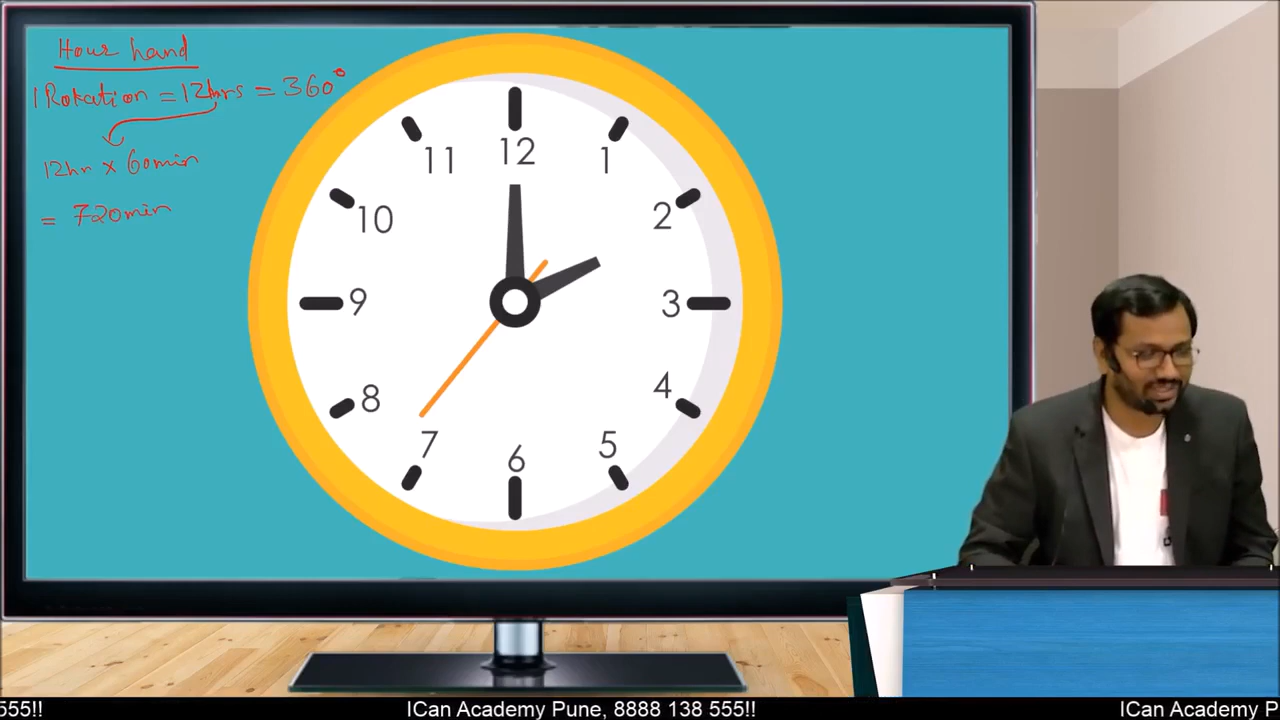 Hour hand
1 Rotation = 12hrs = 360°
12hr × 60min
= 720min
12
11
1
10
2
9
3
8
4
7
5
6
555!!
ICan Academy Pune, 8888 138 555!!
ICan Academy P